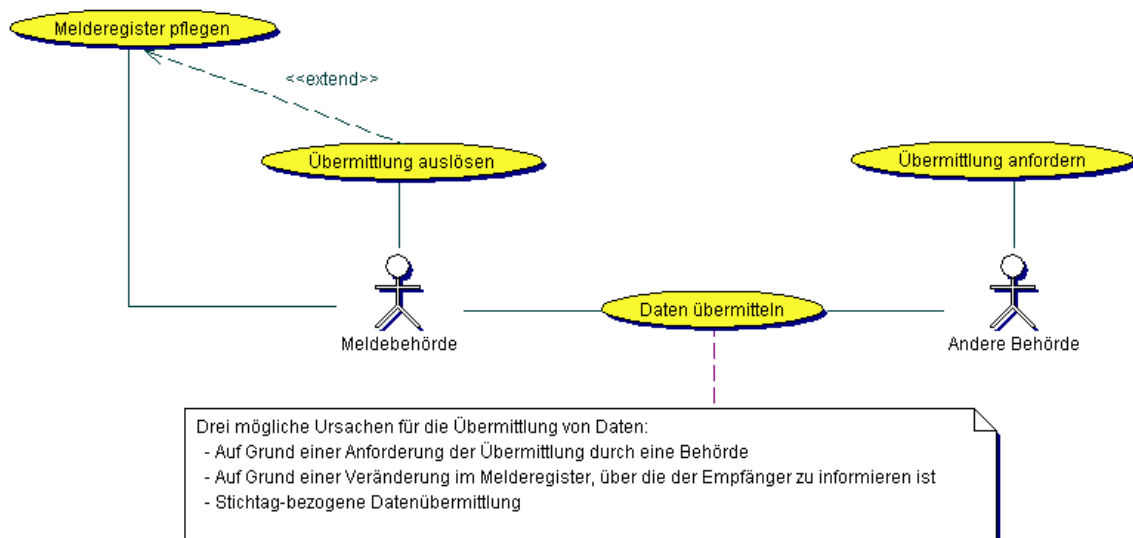 Melderegister pflegen
<<extend>>
Übermittlung auslösen
Übermittlung anfordern
Daten übermitteln
Meldebehörde
Andere Behörde
Drei mögliche Ursachen für die Übermittlung von Daten:
- Auf Grund einer Anforderung der Übermittlung durch eine Behörde
- Auf Grund einer Veränderung im Melderegister, über die der Empfänger zu informieren ist
- Stichtag-bezogene Datenübermittlung